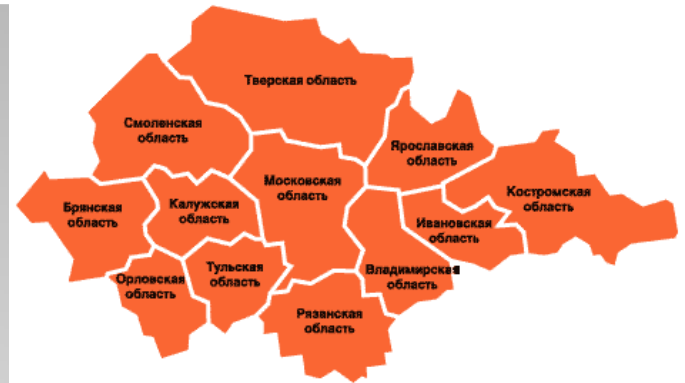 Тверская область
Смоленская
область
Ярославская
область
Московская
область
Костромская
область
Калужская
область
Брянская
область
Ивановская
область
Владимирская
область
Тульская
область
Орловская
область
Рязанская
область